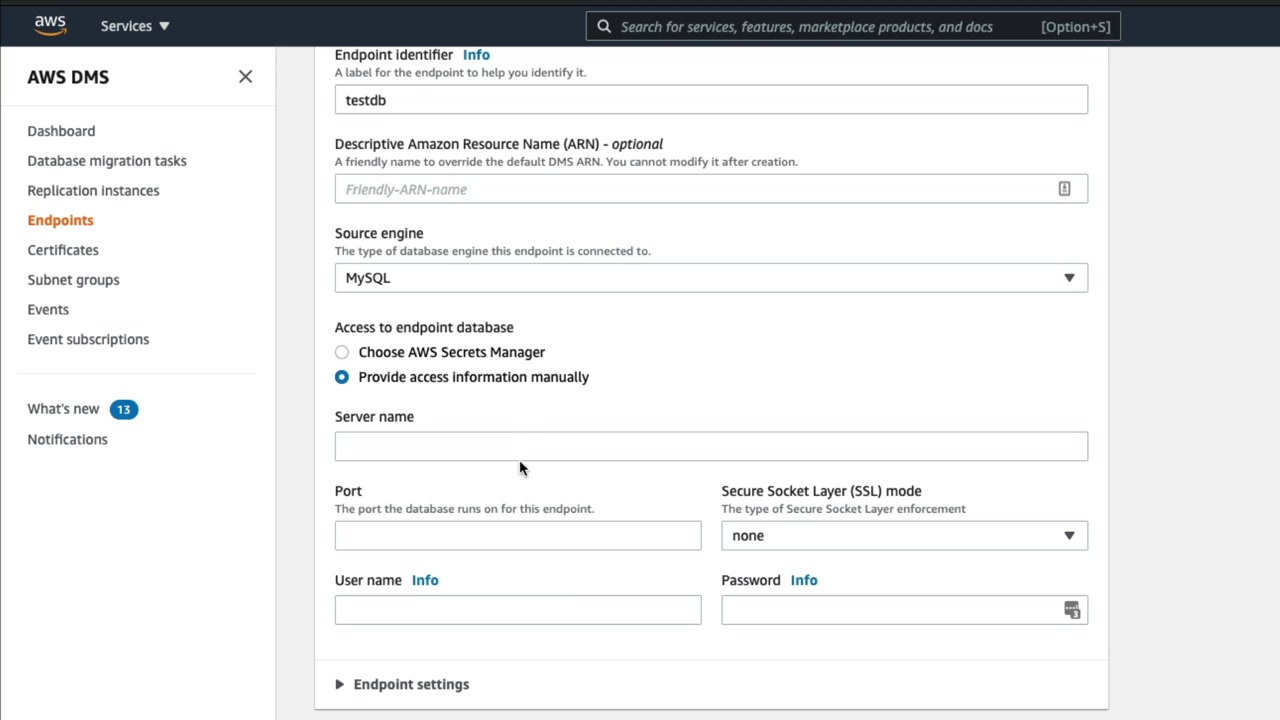 aws
Services
Search for services, features, marketplace products, and docs
[Option+S]
AWS DMS
Dashboard
Database migration tasks
Replication instances
Endpoints
Certificates
Subnet groups
Events
Event subscriptions
What's new 13
Notifications
Endpoint identifier Info
A label for the endpoint to help you identify it.
testdb
Descriptive Amazon Resource Name (ARN) - optional
A friendly name to override the default DMS ARN. You cannot modify it after creation.
Friendly-ARN-name
Source engine
The type of database engine this endpoint is connected to.
MySQL
Access to endpoint database
Choose AWS Secrets Manager
Provide access information manually
Server name
Port
The port the database runs on for this endpoint.
Secure Socket Layer (SSL) mode
The type of Secure Socket Layer enforcement
none
User name Info
Password Info
3
Endpoint settings